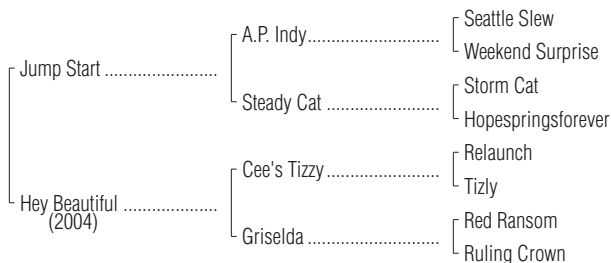 Seattle Slew
A.P. Indy..............................
Weekend Surprise
Jump Start ........................
Storm Cat
Steady Cat ........................
Hopespringsforever
Relaunch
Cee's Tizzy........................
Tizly
Hey Beautiful ....................
(2004)
Red Ransom
Griselda ............................
Ruling Crown